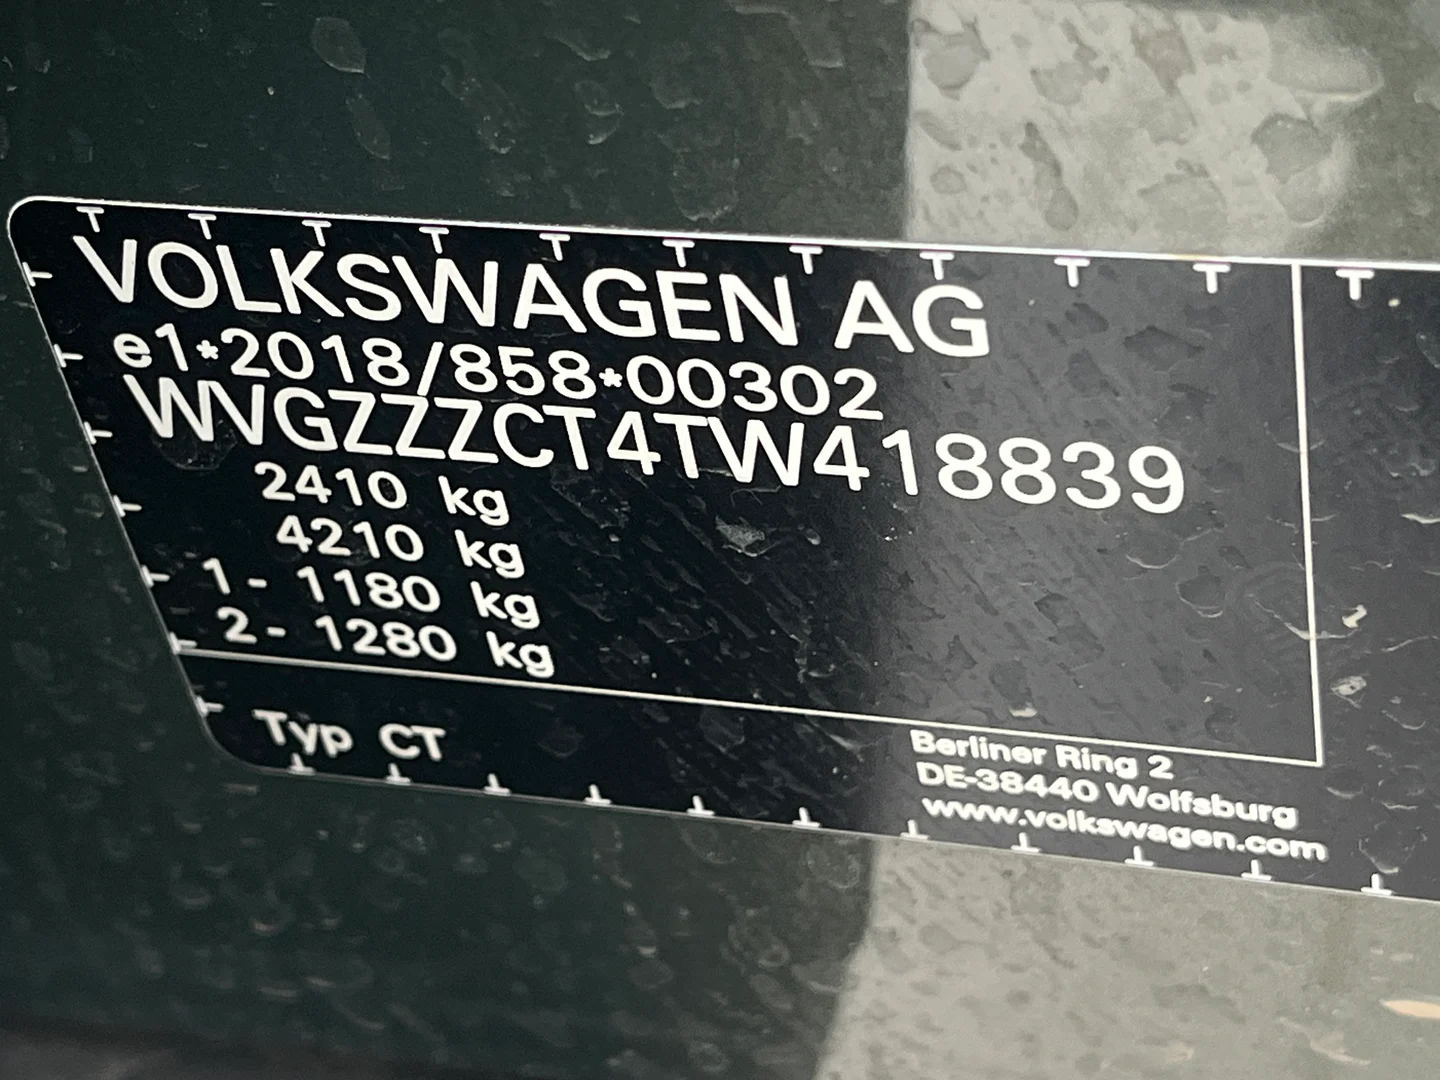 VOLKSWAGEN AG
e1*2018/858*00302
WVGZZZCT4TW418839
2410 kg
4210 kg
1- 1180 kg
2- 1280 kg
Typ CT
Berliner Ring 2
DE-38440 Wolfsburg
www.volkswagen.com